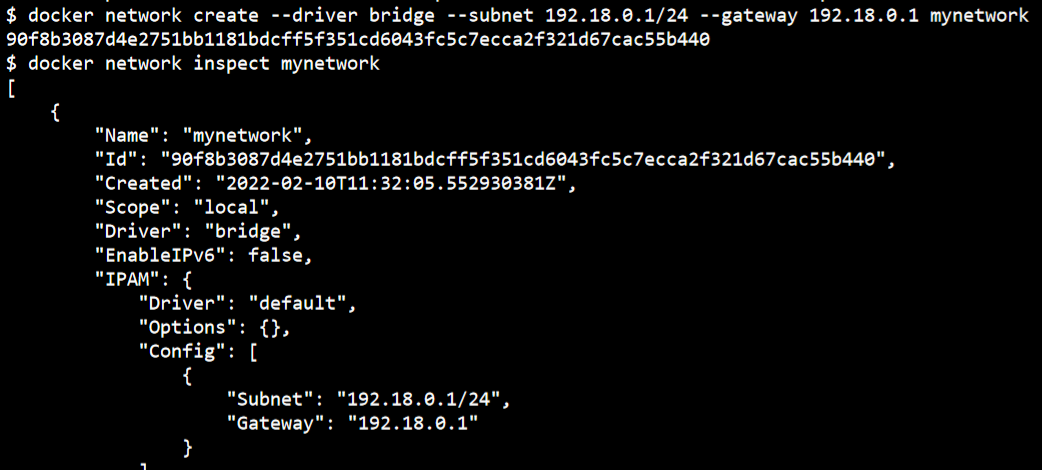 $ docker network create --driver bridge --subnet 192.18.0.1/24 --gateway 192.18.0.1 mynetwork
90f8b3087d4e2751bb1181bdcff5f351cd6043fc5c7ecca2f321d67cac55b440
$ docker network inspect mynetwork
[
    {
        "Name": "mynetwork",
        "Id": "90f8b3087d4e2751bb1181bdcff5f351cd6043fc5c7ecca2f321d67cac55b440",
        "Created": "2022-02-10T11:32:05.552930381Z",
        "Scope": "local",
        "Driver": "bridge",
        "EnableIPv6": false,
        "IPAM": {
            "Driver": "default",
            "Options": {},
            "Config": [
                {
                    "Subnet": "192.18.0.1/24",
                    "Gateway": "192.18.0.1"
                }
            ]